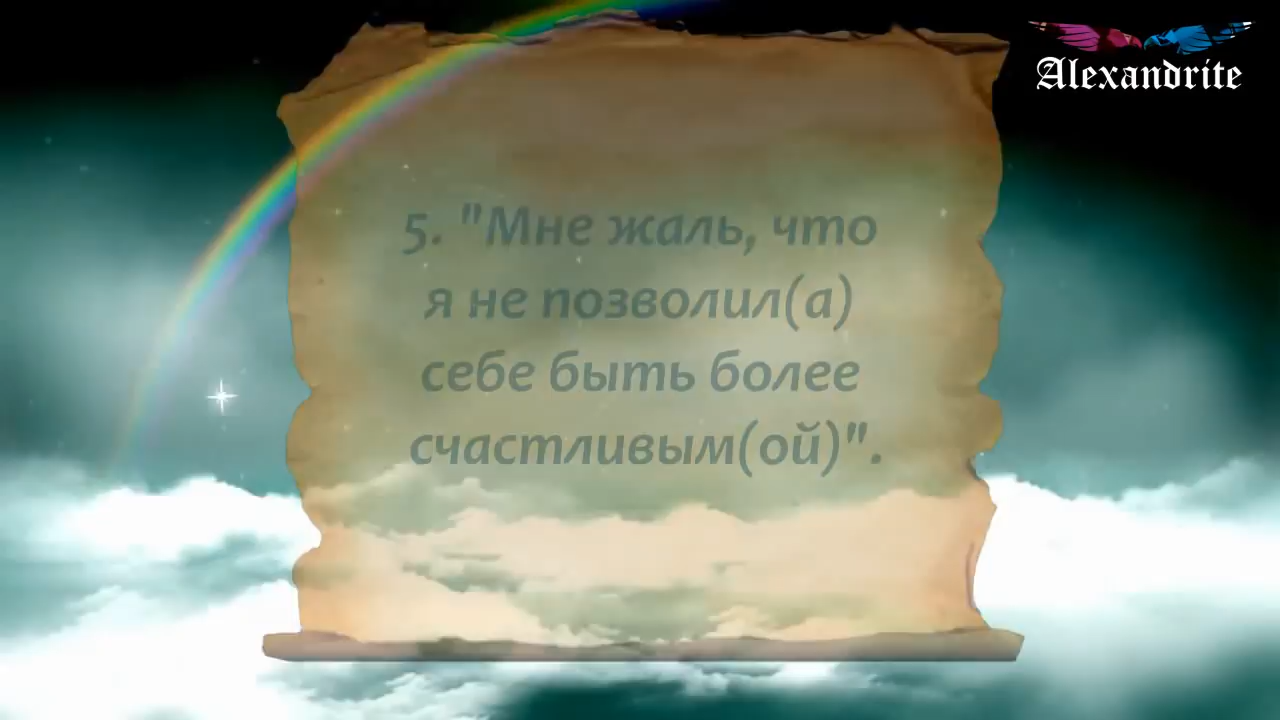 Alexandrite
5. "Мне жаль, что
я не позволил(а)
себе быть более
счастливым(ой)".